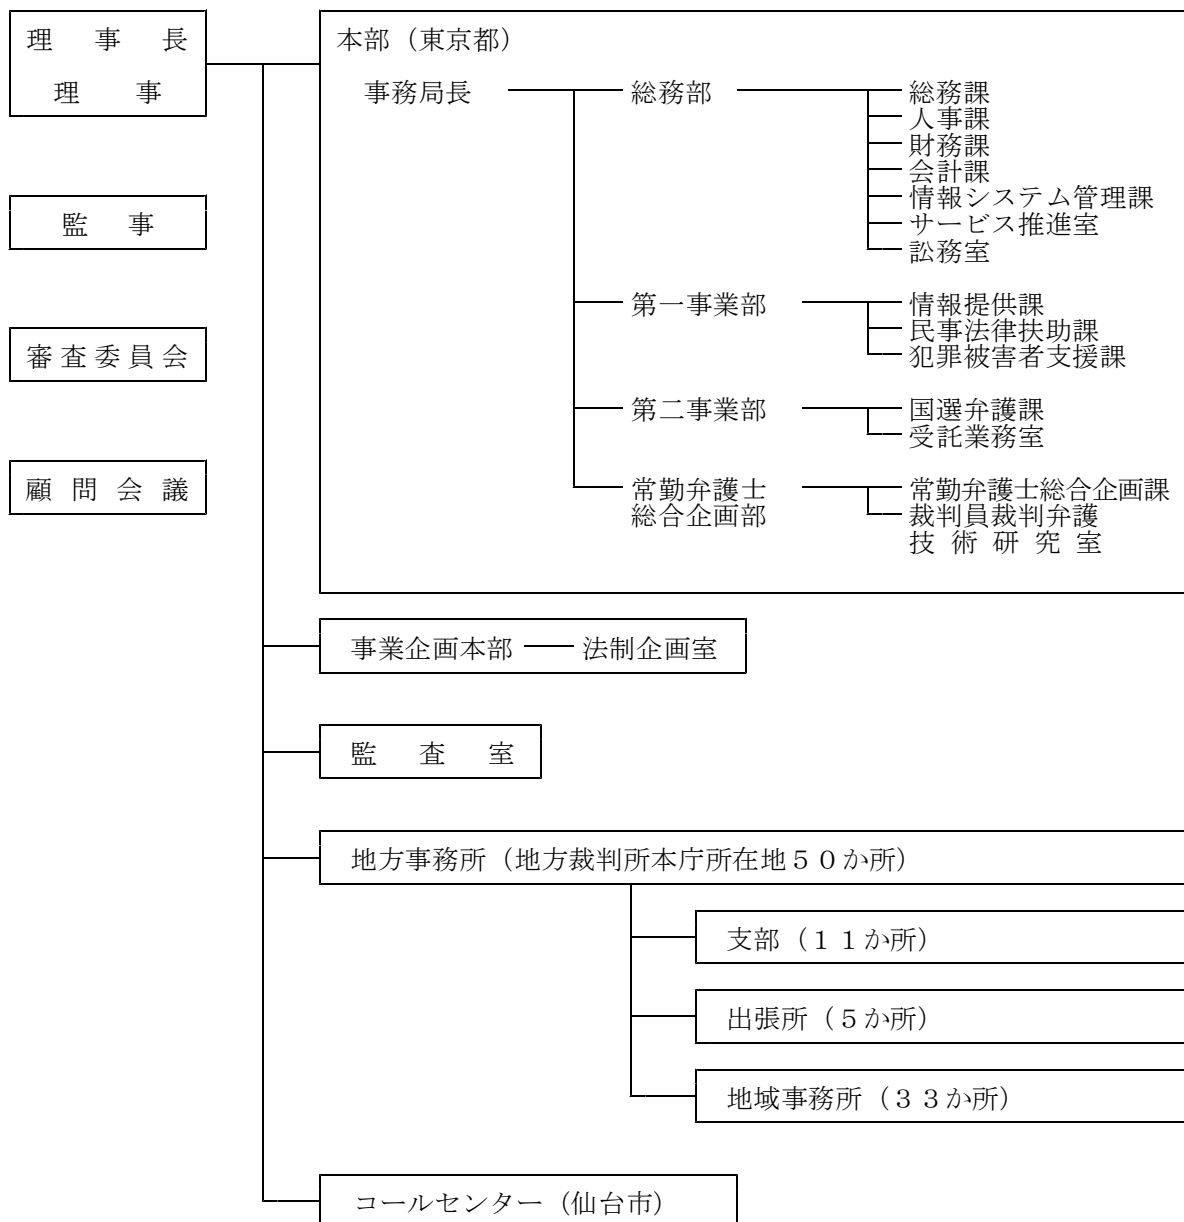 理事長
理事
監事
審査委員会
顧問会議
本部（東京都）
事務局長
総務部
総務課
人事課
財務課
会計課
情報システム管理課
サービス推進室
訟務室
第一事業部
情報提供課
民事法律扶助課
犯罪被害者支援課
第二事業部
国選弁護課
受託業務室
常勤弁護士
総合企画部
常勤弁護士総合企画課
裁判員裁判弁護
技術研究室
事業企画本部
法制企画室
監査室
地方事務所（地方裁判所本庁所在地５０か所）
支部（１１か所）
出張所（５か所）
地域事務所（３３か所）
コールセンター（仙台市）